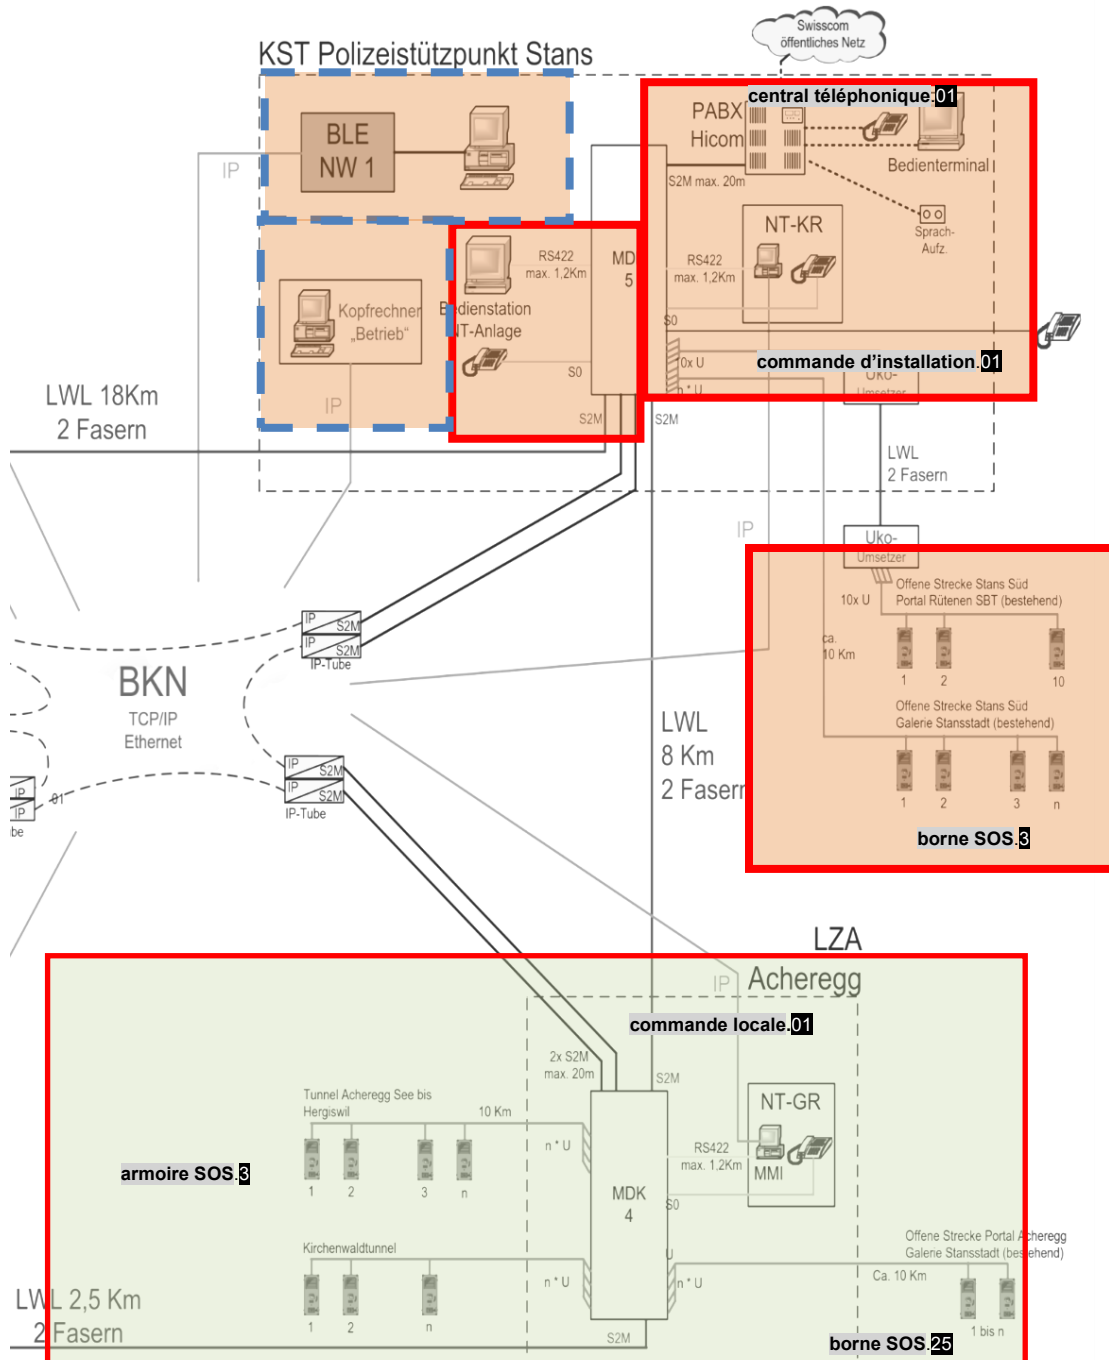 Swisscom
öffentliches Netz
KST Polizeistützpunkt Stans
central téléphonique.01
PABX
Hicom
BLE
NW 1
IP
Bedienterminal
S2M max. 20m
Sprach-
Aufz.
NT-KR
RS422
max. 1,2Km
MD
5
RS422
max. 1,2Km
Kopfrechner
„Betrieb“
Bedienstation
NT-Anlage
S0
S0
10x U
n * U
commande d’installation.01
Uko-
Umsetzer
IP
S2M
S2M
LWL 18Km
2 Fasern
LWL
2 Fasern
IP
Uko-
Umsetzer
10x U
Offene Strecke Stans Süd
Portal Rütenen SBT (bestehend)
ca.
10 Km
1
2
10
Offene Strecke Stans Süd
Galerie Stansstadt (bestehend)
1
2
3
n
borne SOS.3
IP
S2M
IP
S2M
IP-Tube
BKN
TCP/IP
Ethernet
LWL
8 Km
2 Fasern
IP
S2M
IP
S2M
IP-Tube
IP
IP
01
be
LZA
Acheregg
IP
commande locale.01
2x S2M
max. 20m
S2M
Tunnel Acheregg See bis
Hergiswil
10 Km
n * U
1
2
3
n
armoire SOS.3
NT-GR
RS422
max. 1,2Km
MMI
MDK
4
S0
Kirchenwaldtunnel
n * U
1
2
n
U
n * U
Offene Strecke Portal Acheregg
Galerie Stansstadt (bestehend)
Ca. 10 Km
1 bis n
LWL 2,5 Km
2 Fasern
S2M
borne SOS.25